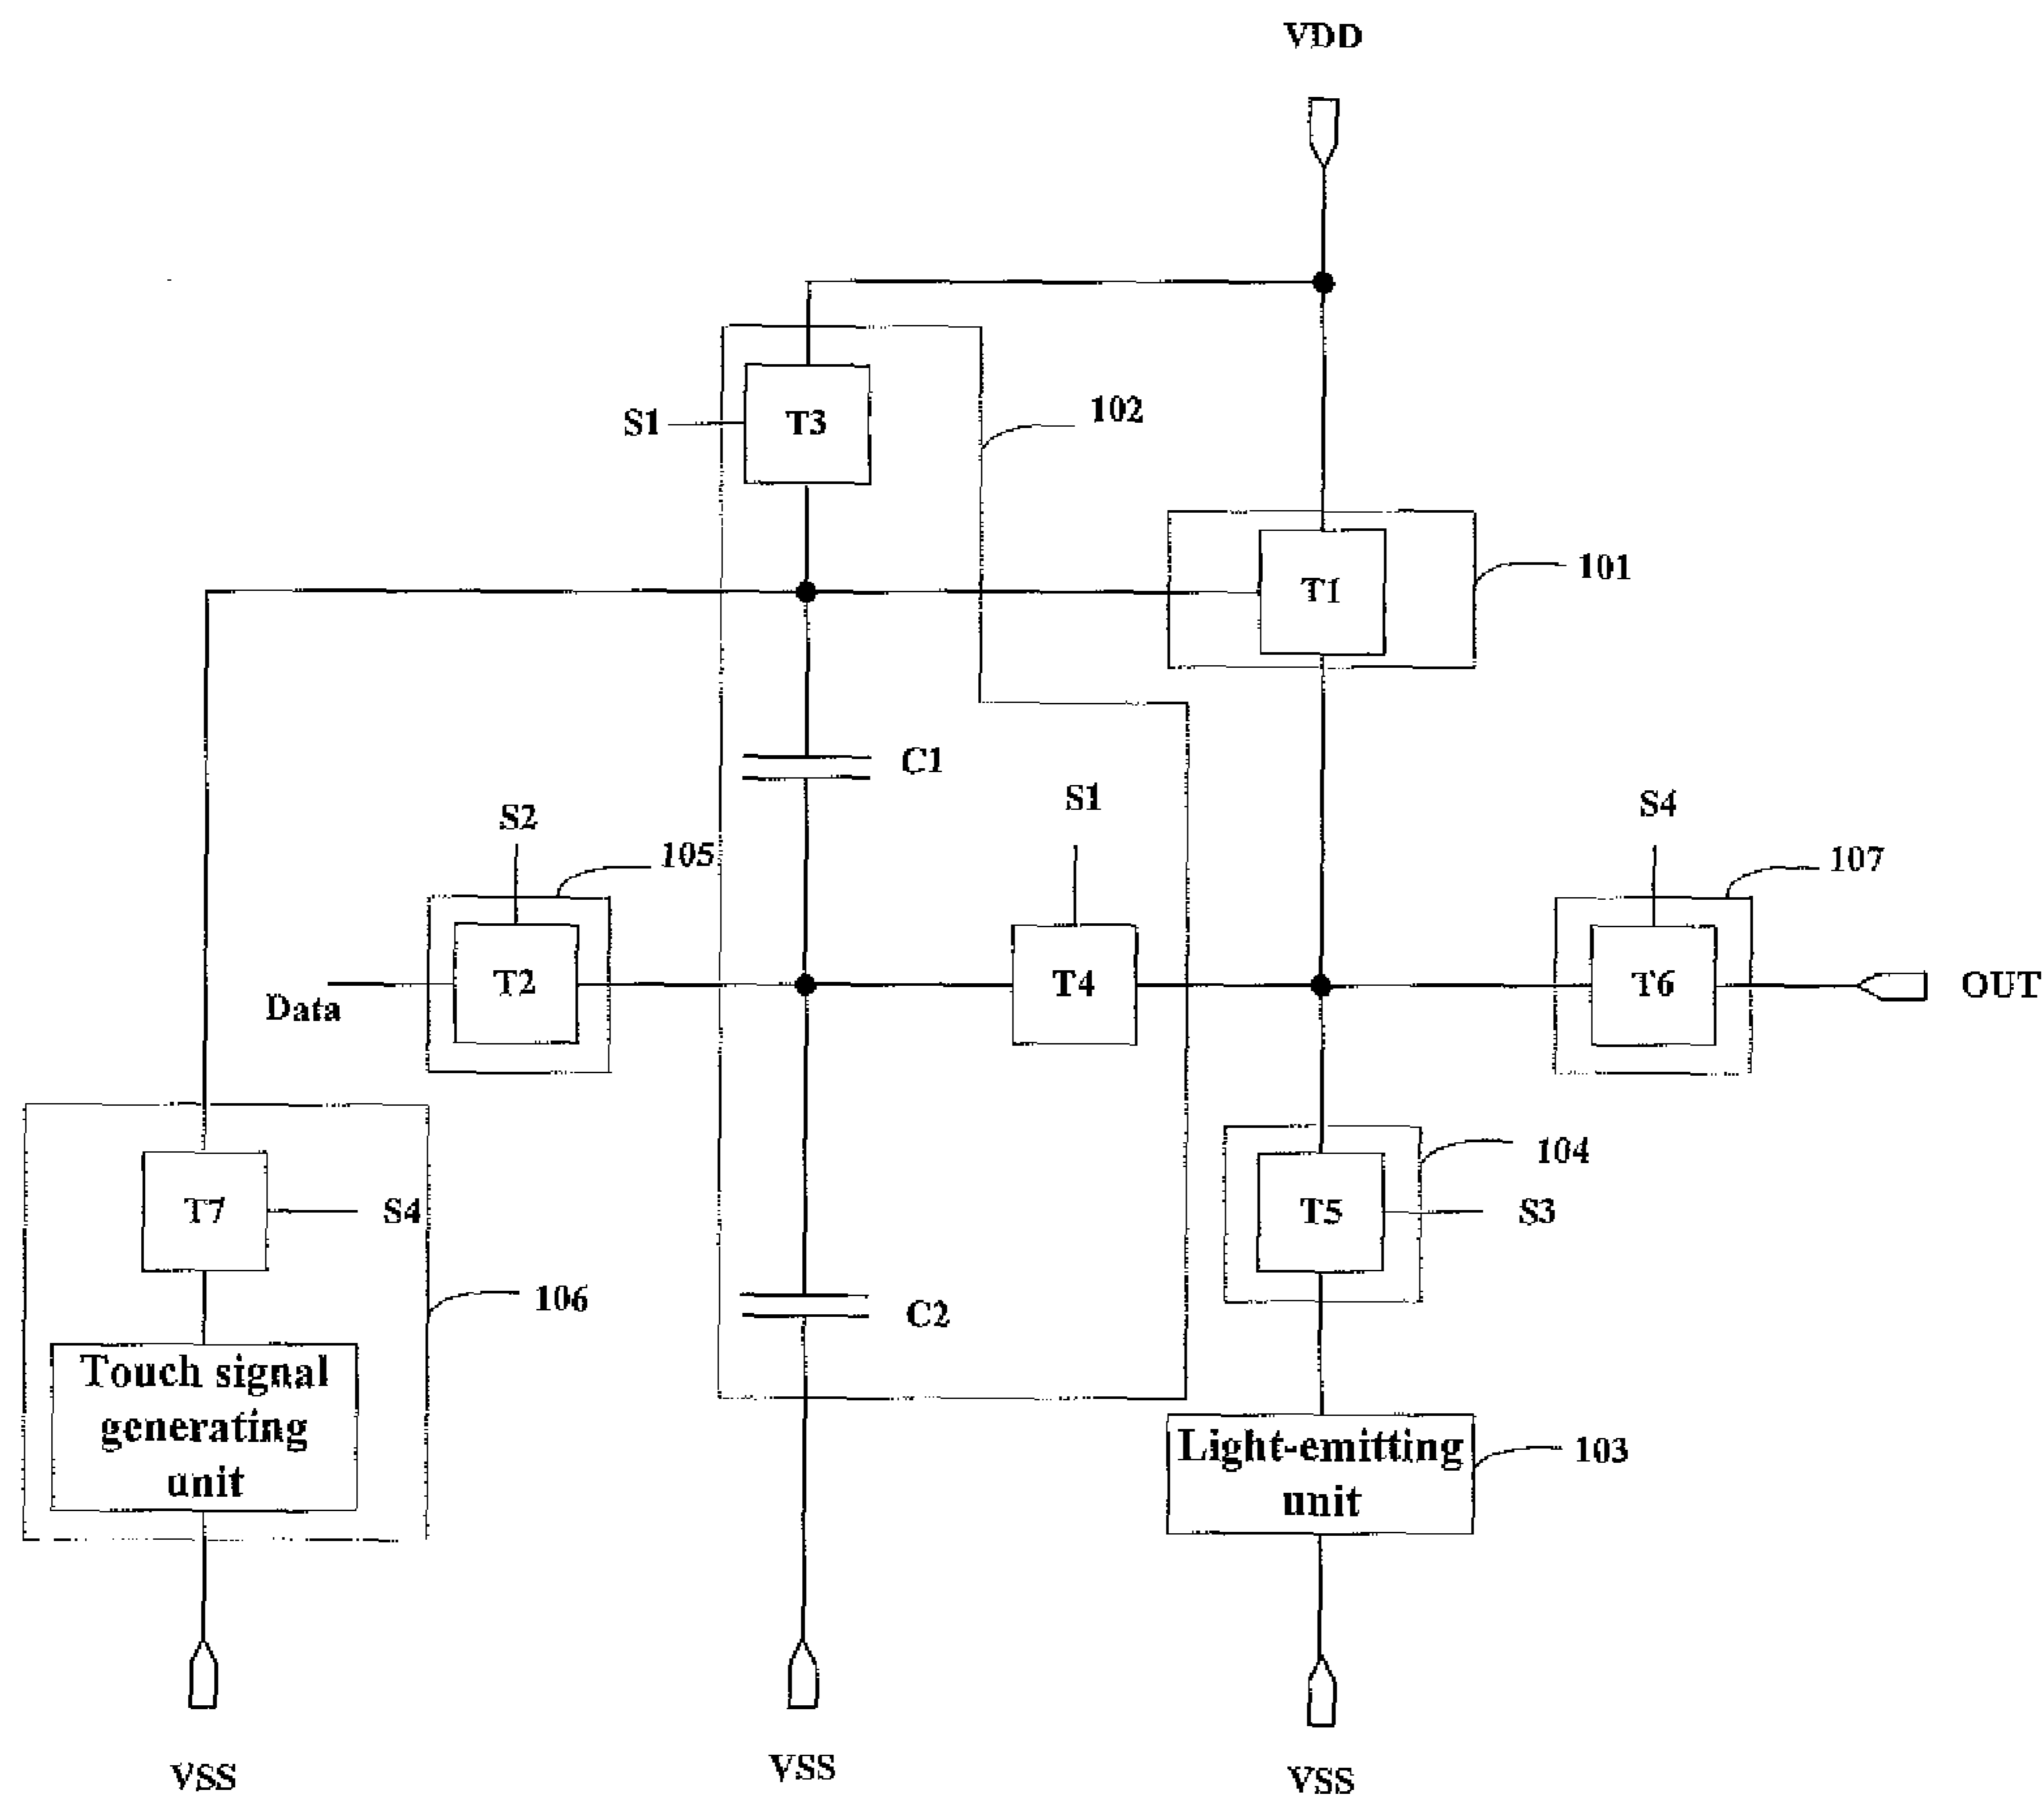 VDD
S1
T3
102
T1
101
C1
S2
105
S1
S4
107
Data
T2
T4
T6
OUT
T7
S4
106
104
T5
S3
C2
Touch signal
generating
unit
Light-emitting
unit
103
VSS
VSS
VSS